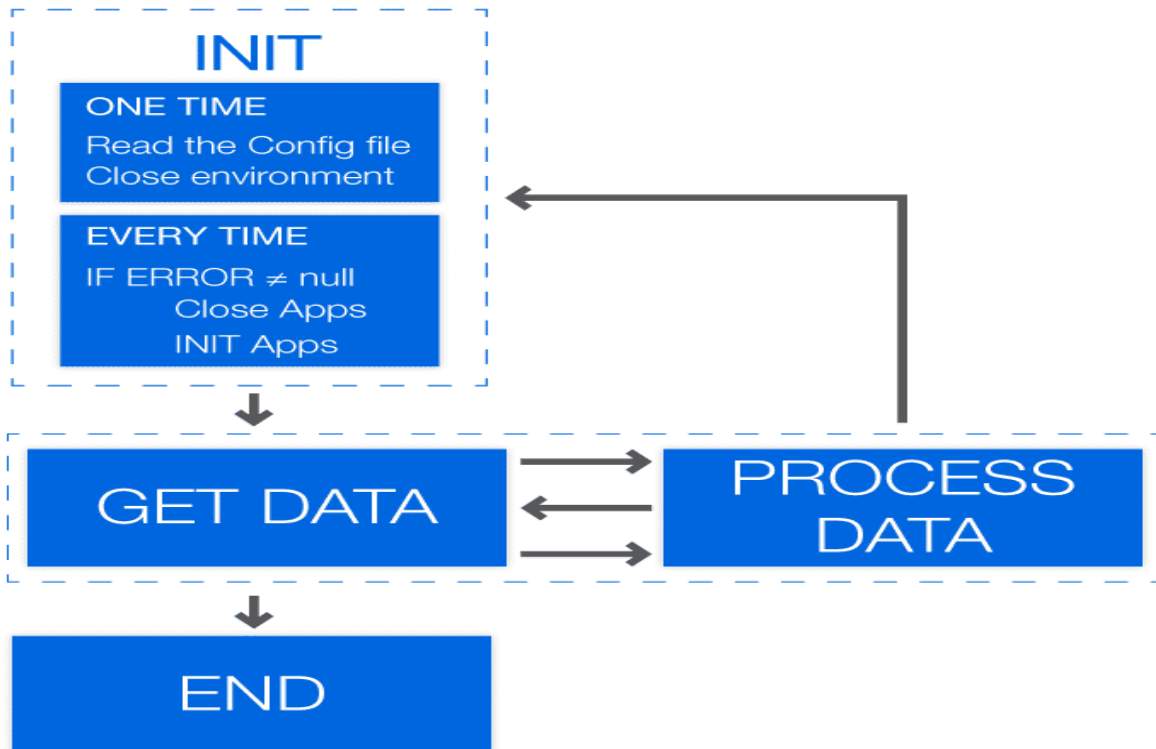 INIT
ONE TIME
Read the Config file
Close environment
EVERY TIME
IF ERROR ≠ null
Close Apps
INIT Apps
GET DATA
PROCESS
DATA
END